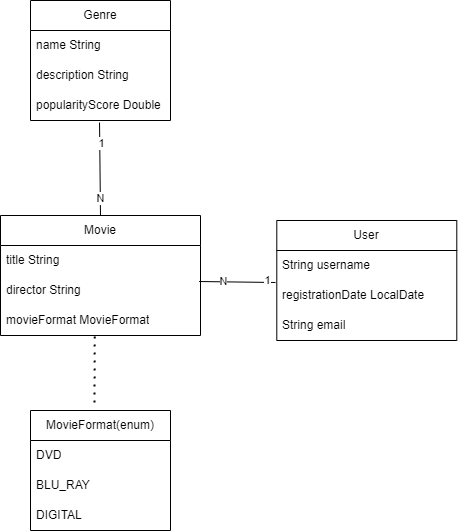 Genre
name String
description String
popularityScore Double
1
N
Movie
title String
director String
movieFormat MovieFormat
N
1
User
String username
registrationDate LocalDate
String email
MovieFormat(enum)
DVD
BLU_RAY
DIGITAL